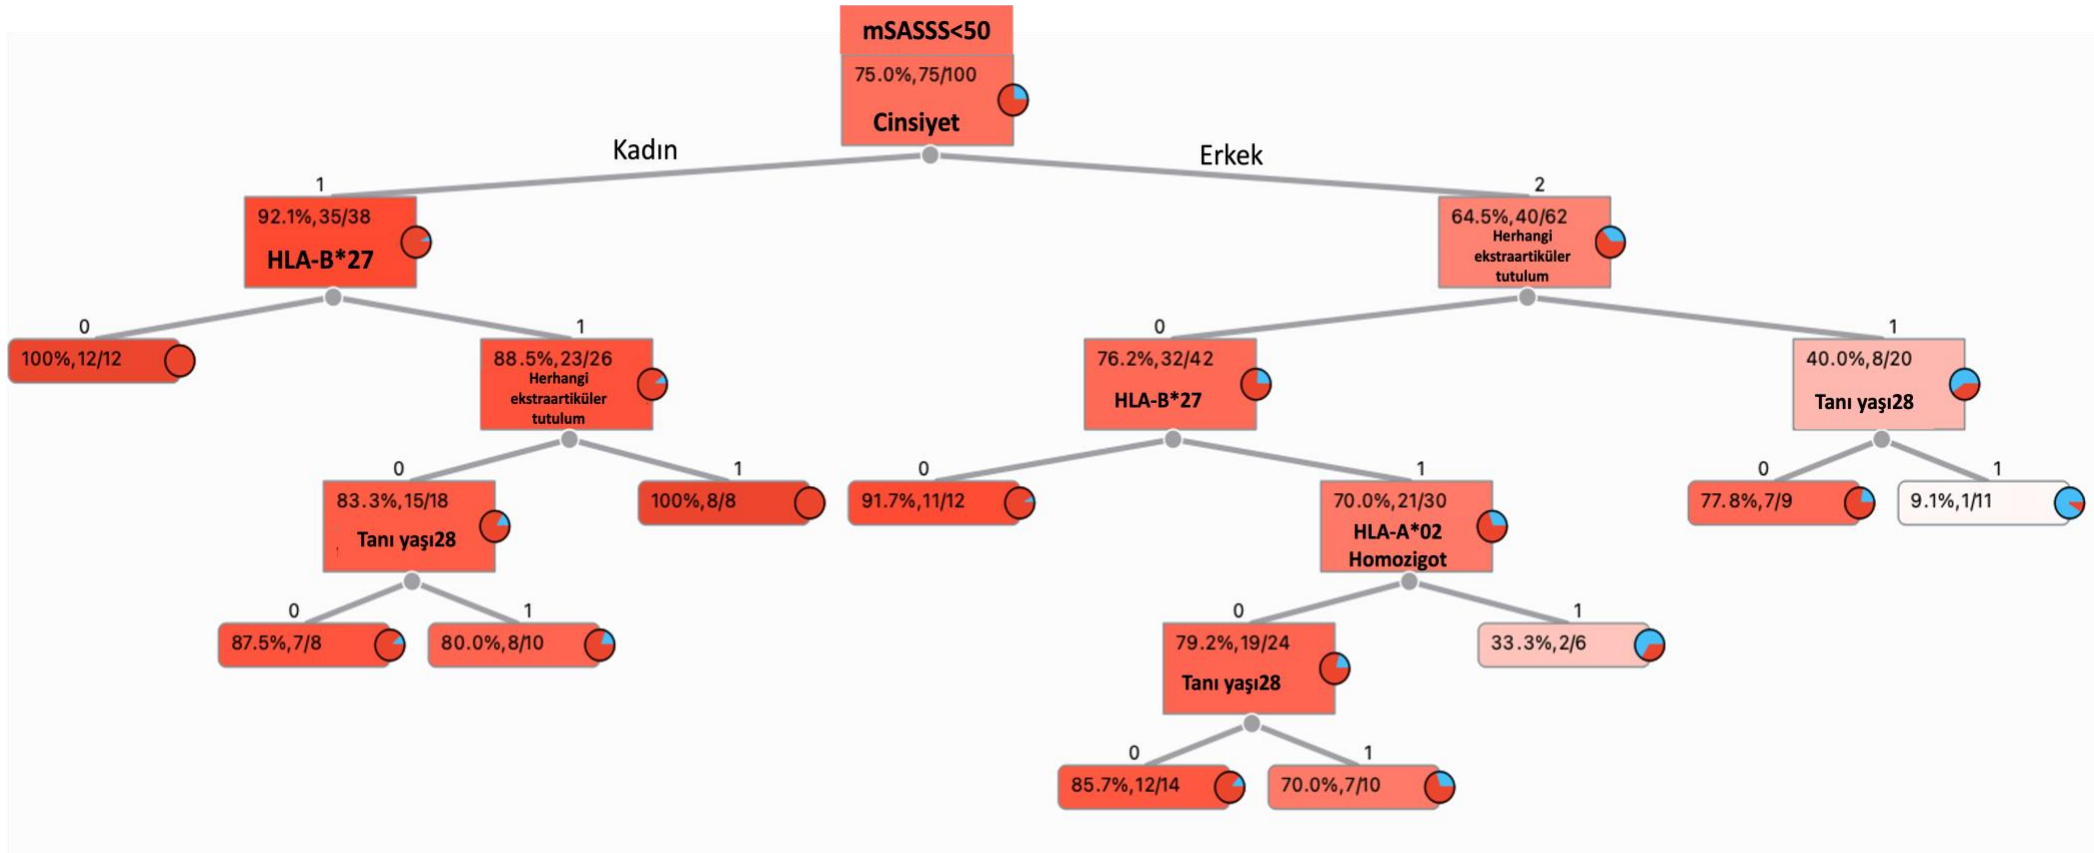 mSASSS<50
75.0%,75/100
Cinsiyet
Kadın
Erkek
1
2
92.1%,35/38
HLA-B*27
64.5%,40/62
Herhangi
ekstraartiküler
tutulum
0
1
0
1
100%,12/12
88.5%,23/26
Herhangi
ekstraartiküler
tutulum
76.2%,32/42
HLA-B*27
40.0%,8/20
Tanı yaşı28
0
1
0
1
0
1
83.3%,15/18
Tanı yaşı28
100%,8/8
91.7%,11/12
70.0%,21/30
HLA-A*02
Homozigot
77.8%,7/9
9.1%,1/11
0
1
0
1
87.5%,7/8
80.0%,8/10
79.2%,19/24
Tanı yaşı28
33.3%,2/6
0
1
85.7%,12/14
70.0%,7/10